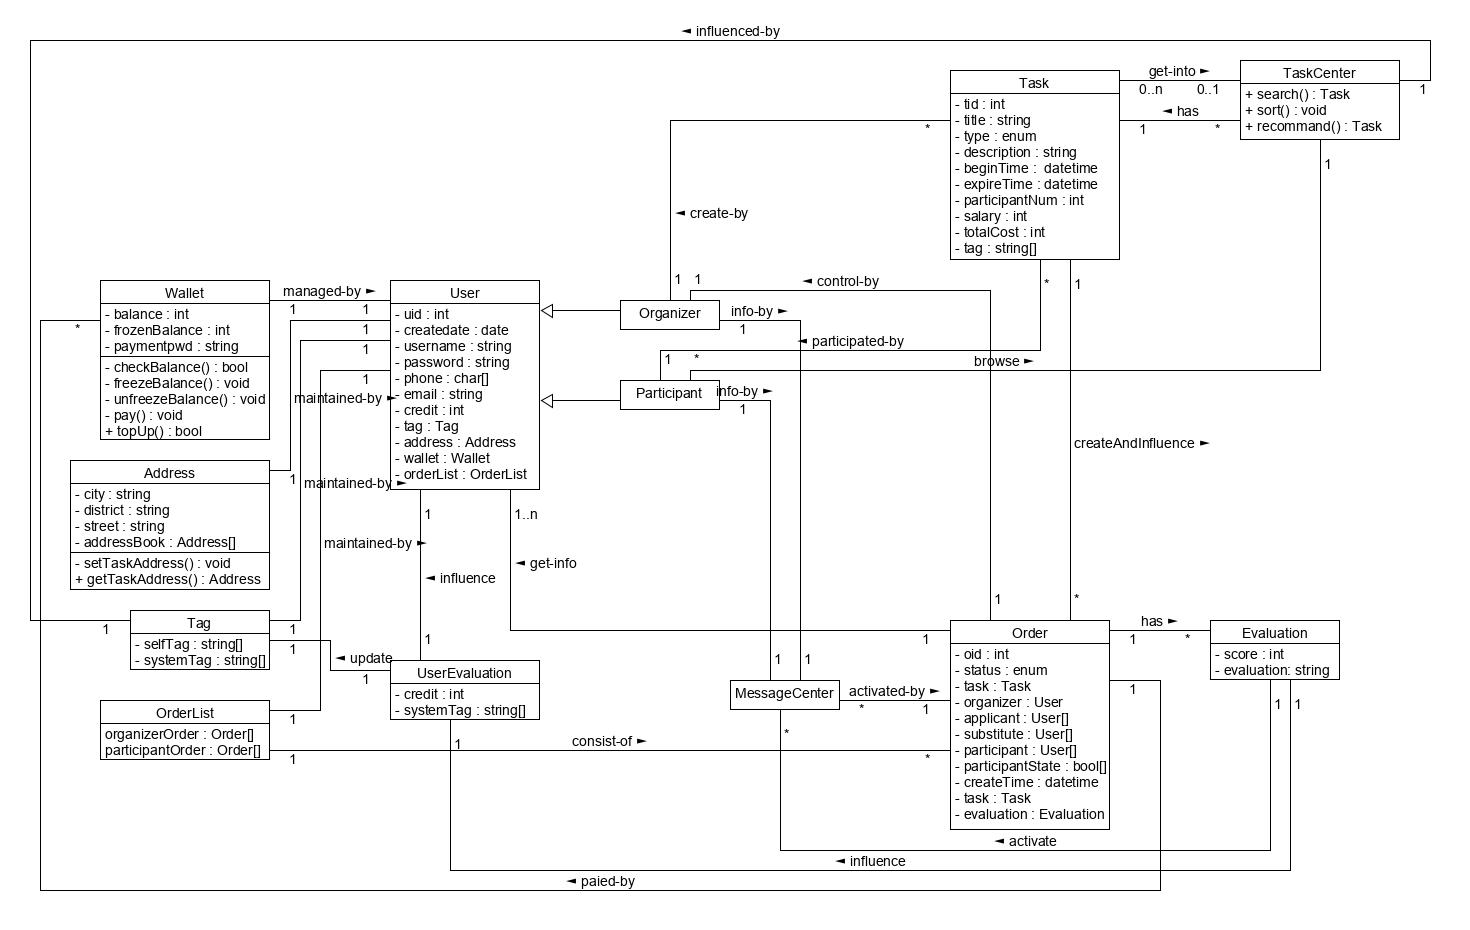 ◄ influenced-by
Task
- tid : int
- title : string
- type : enum
- description : string
- beginTime :  datetime
- expireTime : datetime
- participantNum : int
- salary : int
- totalCost : int
- tag : string[]
get-into ►
0..n
0..1
◄ has
1
*
TaskCenter
+ search() : Task
+ sort() : void
+ recommand() : Task
1
1
*
◄ create-by
1
1
◄ control-by
*
1
Wallet
- balance : int
- frozenBalance : int
- paymentpwd : string
- checkBalance() : bool
- freezeBalance() : void
- unfreezeBalance() : void
- pay() : void
+ topUp() : bool
*
managed-by ►
1
1
1
1
1
maintained-by ►
User
- uid : int
- createdate : date
- username : string
- password : string
- phone : char[]
- email : string
- credit : int
- tag : Tag
- address : Address
- wallet : Wallet
- orderList : OrderList
Organizer
info-by ►
1
◄ participated-by
1
*
browse ►
Participant
info-by ►
1
createAndInfluence ►
Address
- city : string
- district : string
- street : string
- addressBook : Address[]
- setTaskAddress() : void
+ getTaskAddress() : Address
1
maintained-by ►
1
1..n
maintained-by ►
◄ get-info
◄ influence
1
1
*
Tag
- selfTag : string[]
- systemTag : string[]
1
1
1
◄ update
1
1
UserEvaluation
- credit : int
- systemTag : string[]
1
1
1
1
MessageCenter
activated-by ►
*
1
*
Order
- oid : int
- status : enum
- task : Task
- organizer : User
- applicant : User[]
- substitute : User[]
- participant : User[]
- participantState : bool[]
- createTime : datetime
- task : Task
- evaluation : Evaluation
has ►
1
*
1
Evaluation
- score : int
- evaluation: string
1
1
OrderList
organizerOrder : Order[]
participantOrder : Order[]
1
1
consist-of ►
*
◄ activate
◄ influence
◄ paied-by